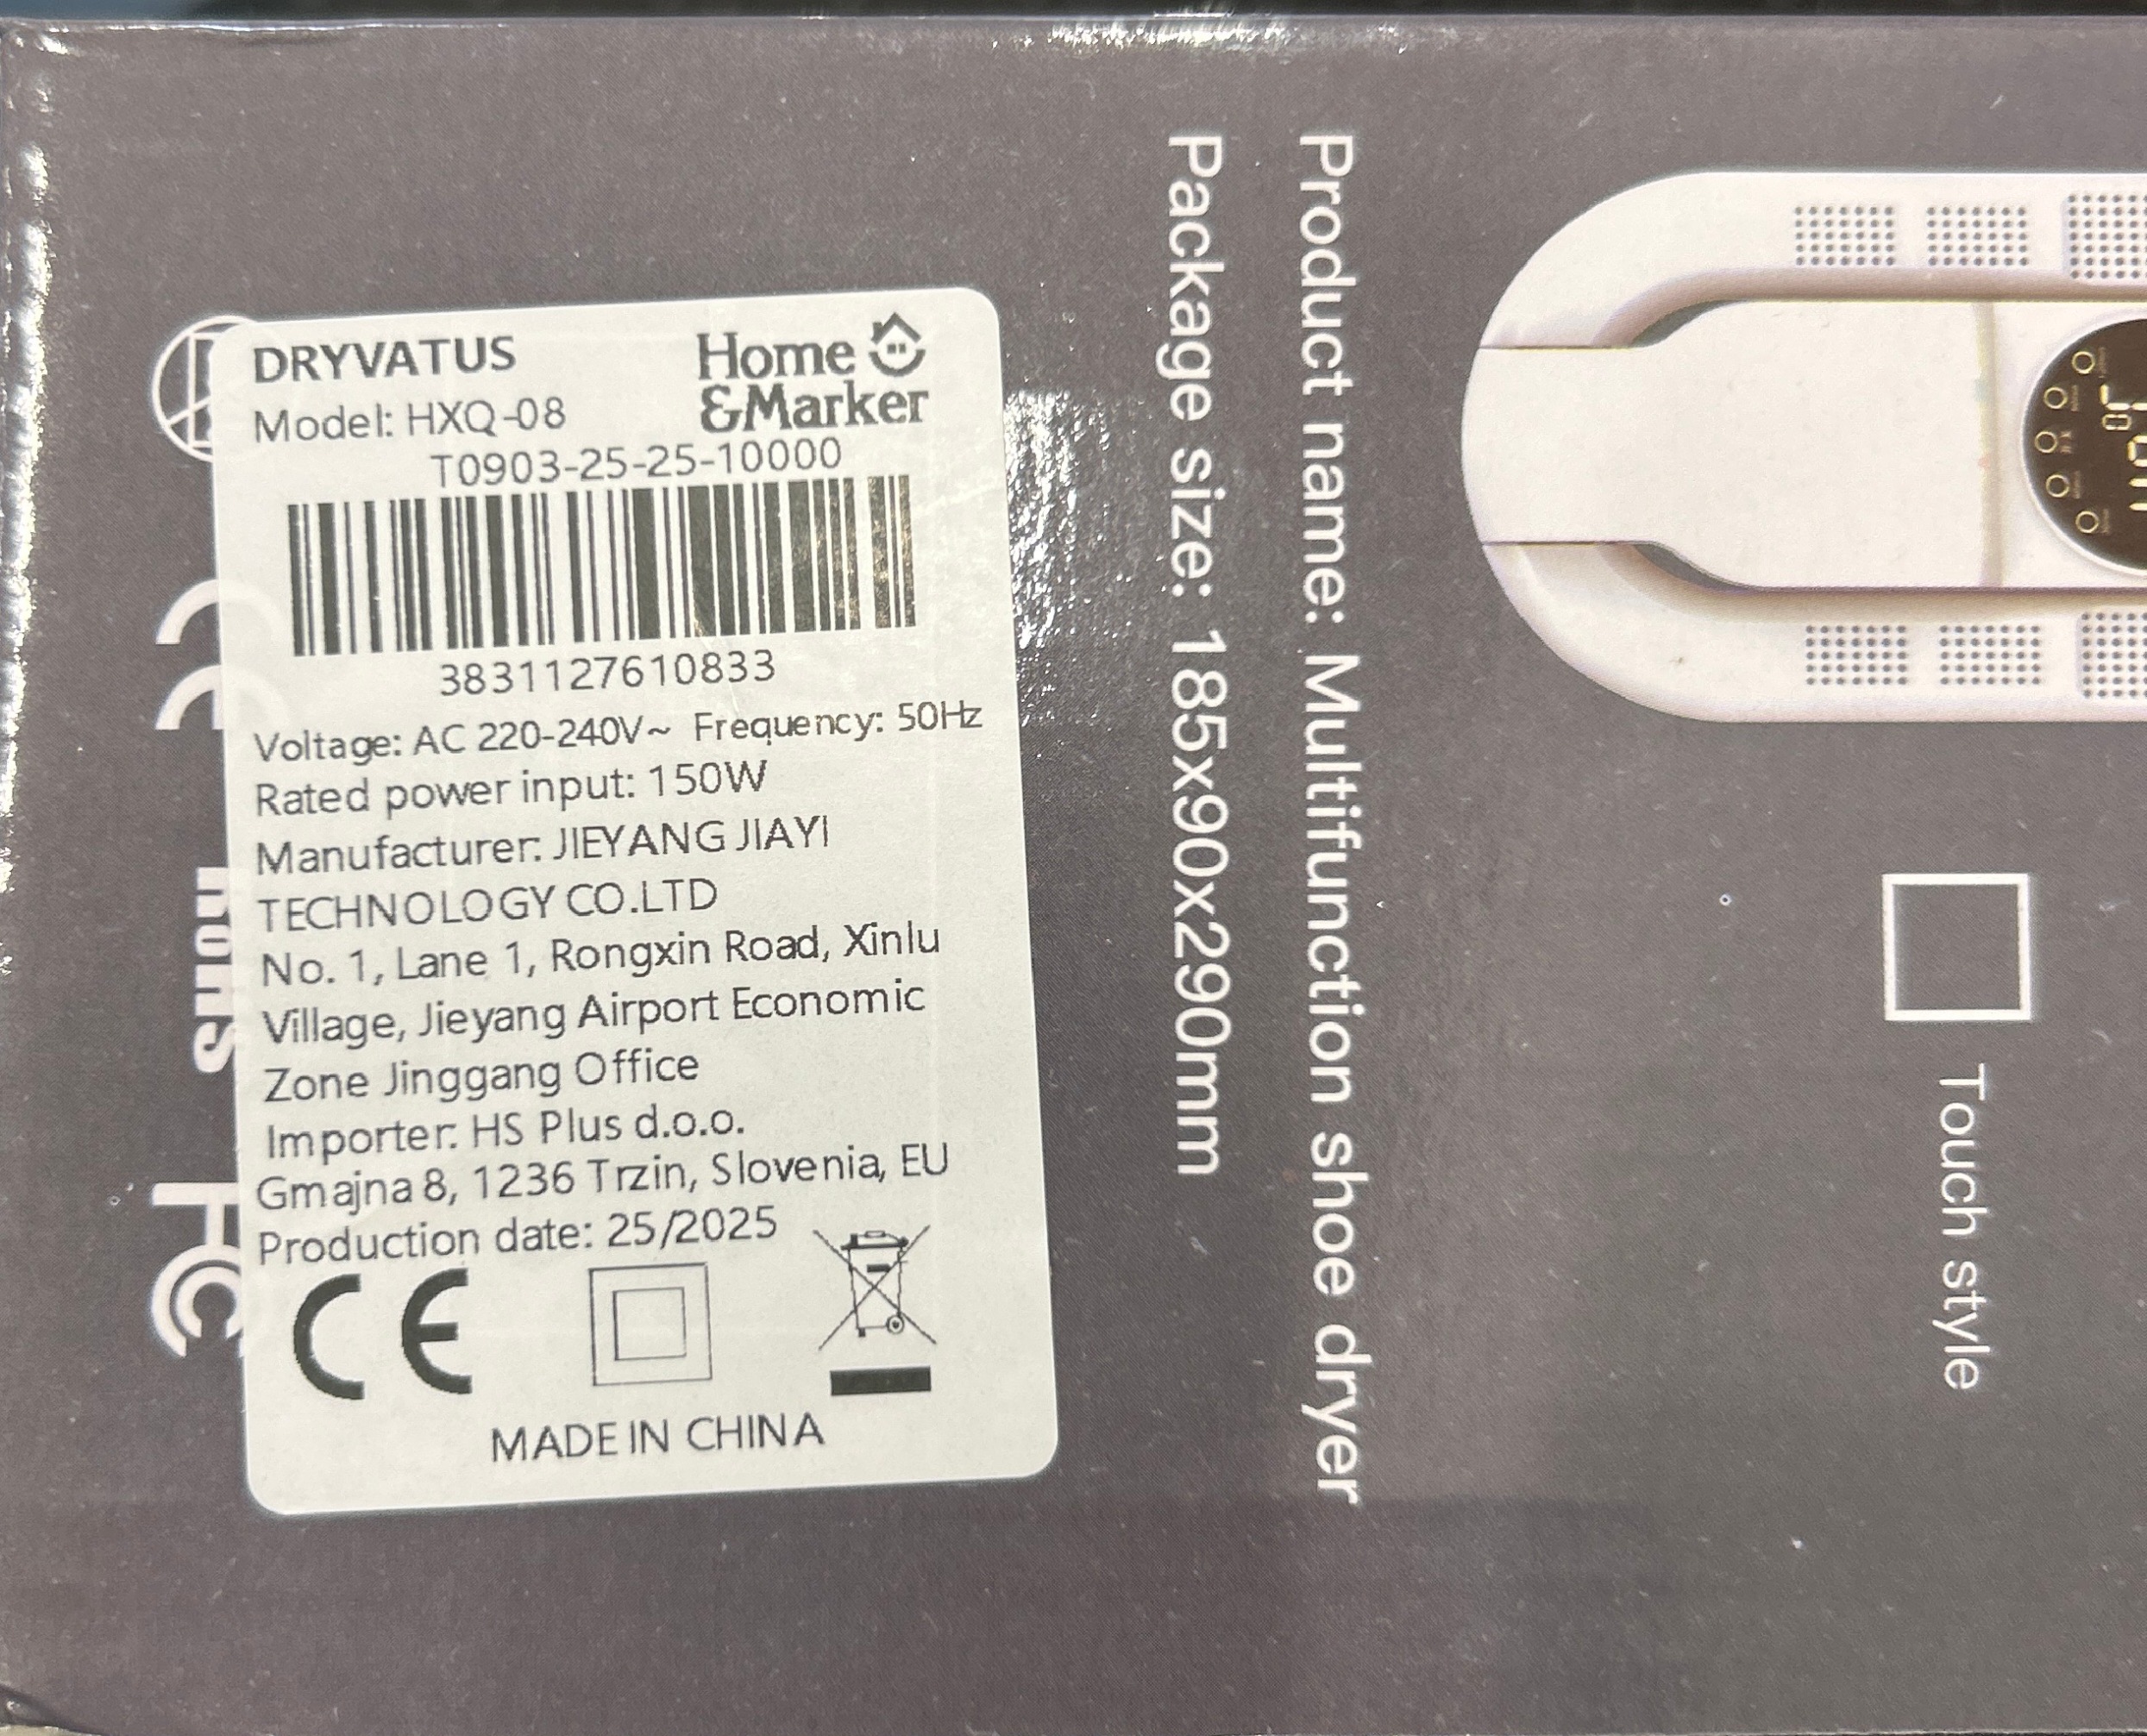 DRYVATUS
Model: HXQ-08
Home
&Marker
T0903-25-25-10000
3831127610833
Voltage: AC 220-240V~ Frequency: 50Hz
Rated power input: 150W
Manufacturer: JIEYANG JIAYI
TECHNOLOGY CO.LTD
No. 1, Lane 1, Rongxin Road, Xinlu
Village, Jieyang Airport Economic
Zone Jinggang Office
Importer: HS Plus d.o.o.
Gmajna 8, 1236 Trzin, Slovenia, EU
Production date: 25/2025
CE
MADE IN CHINA
Product name: Multifunction shoe dryer
Package size: 185x90x290mm
Touch style